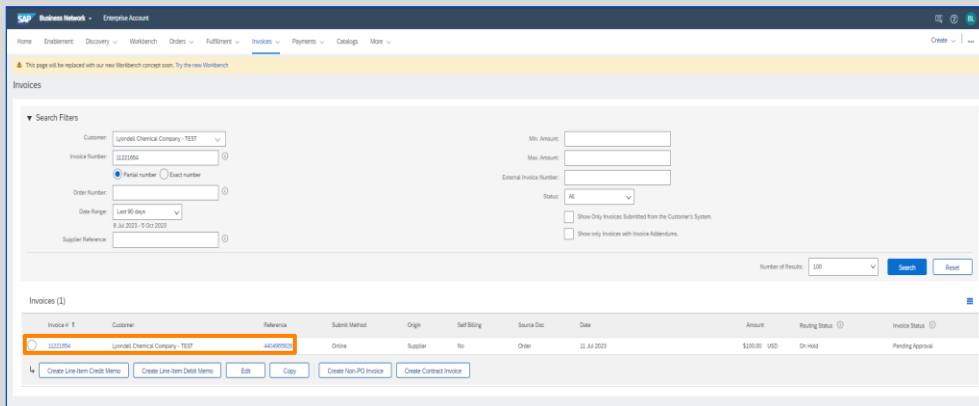 SAP Business Network Enterprise Account BL
Home Enablement Discovery Workbench Orders Fulfillment Invoices Payments Catalogs More Create ...
This page will be replaced with our new Workbench concept soon. Try the new Workbench
Invoices
Search Filters
Customer: Lyondell Chemical Company - TEST
Min. Amount:
Invoice Number: 11221654
Max. Amount:
Partial number Exact number
External Invoice Number:
Order Number:
Status: All
Date Range: Last 90 days
Show Only Invoices Submitted from the Customer's System.
8 Jul 2023 - 5 Oct 2023
Show only Invoices with Invoice Addendums.
Supplier Reference:
Number of Results: 100 Search Reset
Invoices (1)
Invoice # ↑ Customer Reference Submit Method Origin Self Billing Source Doc Date Amount Routing Status Invoice Status
11221654 Lyondell Chemical Company - TEST Online Supplier No Order 11 Jul 2023 $100.00 USD On Hold Pending Approval
Create Line-Item Credit Memo Create Line-Item Debit Memo Edit Copy Create Non-PO Invoice Create Contract Invoice